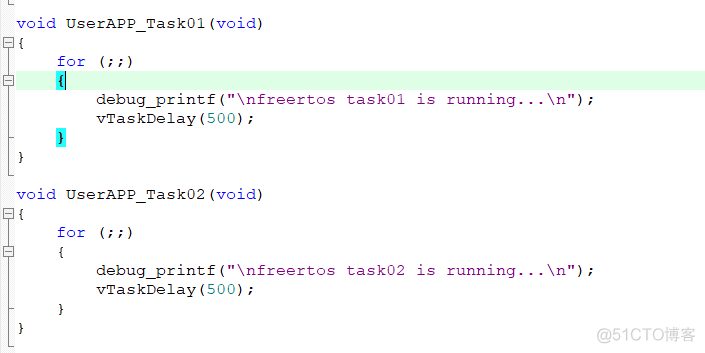 void UserAPP_Task01(void)
{
    for (;;)
    {
        debug_printf("\nfreertos task01 is running...\n");
        vTaskDelay(500);
    }
}
void UserAPP_Task02(void)
{
    for (;;)
    {
        debug_printf("\nfreertos task02 is running...\n");
        vTaskDelay(500);
    }
}
@51CTO博客